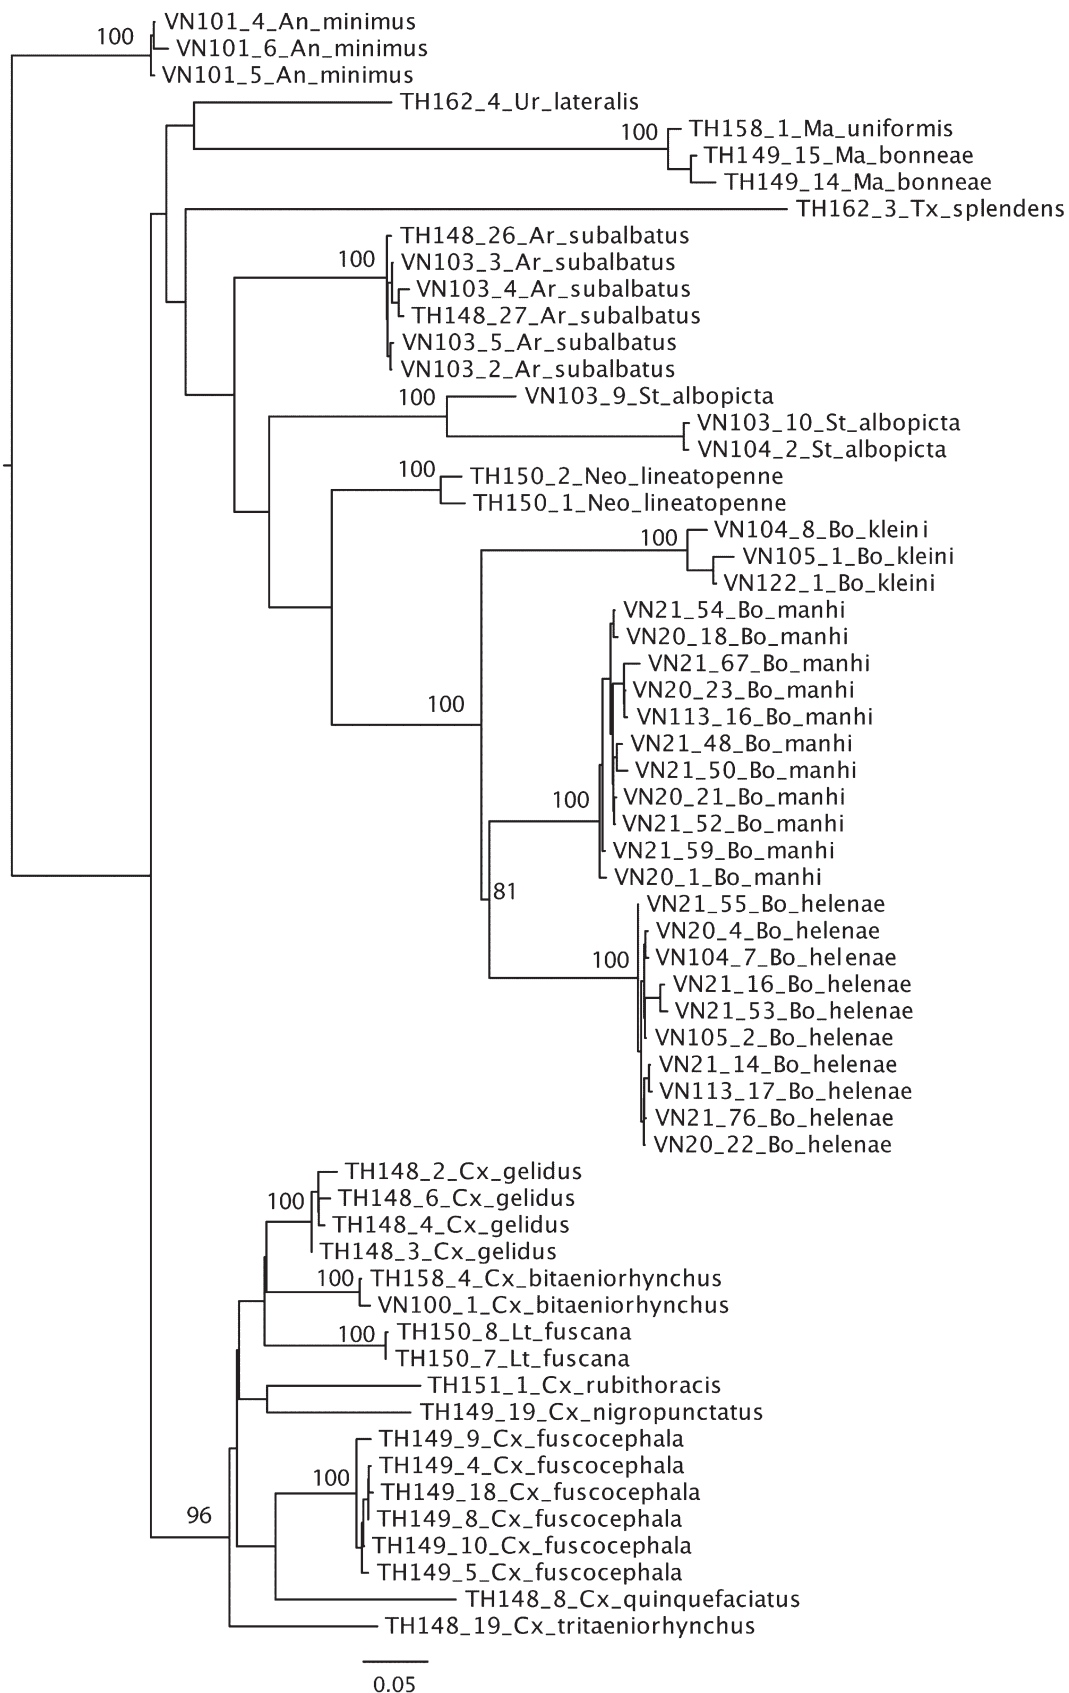 VN101_4_An_minimus
100
VN101_6_An_minimus
VN101_5_An_minimus
TH162_4_Ur_lateralis
100
TH158_1_Ma_uniformis
TH149_15_Ma_bonneae
TH149_14_Ma_bonneae
TH162_3_Tx_splendens
TH148_26_Ar_subalbatus
100
VN103_3_Ar_subalbatus
VN103_4_Ar_subalbatus
TH148_27_Ar_subalbatus
VN103_5_Ar_subalbatus
VN103_2_Ar_subalbatus
100
VN103_9_St_albopicta
VN103_10_St_albopicta
VN104_2_St_albopicta
100
TH150_2_Neo_lineatopenne
TH150_1_Neo_lineatopenne
VN104_8_Bo_kleini
100
VN105_1_Bo_kleini
VN122_1_Bo_kleini
VN21_54_Bo_manhi
VN20_18_Bo_manhi
VN21_67_Bo_manhi
VN20_23_Bo_manhi
100
VN113_16_Bo_manhi
VN21_48_Bo_manhi
VN21_50_Bo_manhi
100
VN20_21_Bo_manhi
VN21_52_Bo_manhi
VN21_59_Bo_manhi
VN20_1_Bo_manhi
81
VN21_55_Bo_helenae
VN20_4_Bo_helenae
100
VN104_7_Bo_helenae
VN21_16_Bo_helenae
VN21_53_Bo_helenae
VN105_2_Bo_helenae
VN21_14_Bo_helenae
VN113_17_Bo_helenae
VN21_76_Bo_helenae
VN20_22_Bo_helenae
TH148_2_Cx_gelidus
100
TH148_6_Cx_gelidus
TH148_4_Cx_gelidus
TH148_3_Cx_gelidus
100
TH158_4_Cx_bitaeniorhynchus
VN100_1_Cx_bitaeniorhynchus
100
TH150_8_Lt_fuscana
TH150_7_Lt_fuscana
TH151_1_Cx_rubithoracis
TH149_19_Cx_nigropunctatus
TH149_9_Cx_fuscocephala
100
TH149_4_Cx_fuscocephala
TH149_18_Cx_fuscocephala
96
TH149_8_Cx_fuscocephala
TH149_10_Cx_fuscocephala
TH149_5_Cx_fuscocephala
TH148_8_Cx_quinquefaciatus
TH148_19_Cx_tritaeniorhynchus
0.05